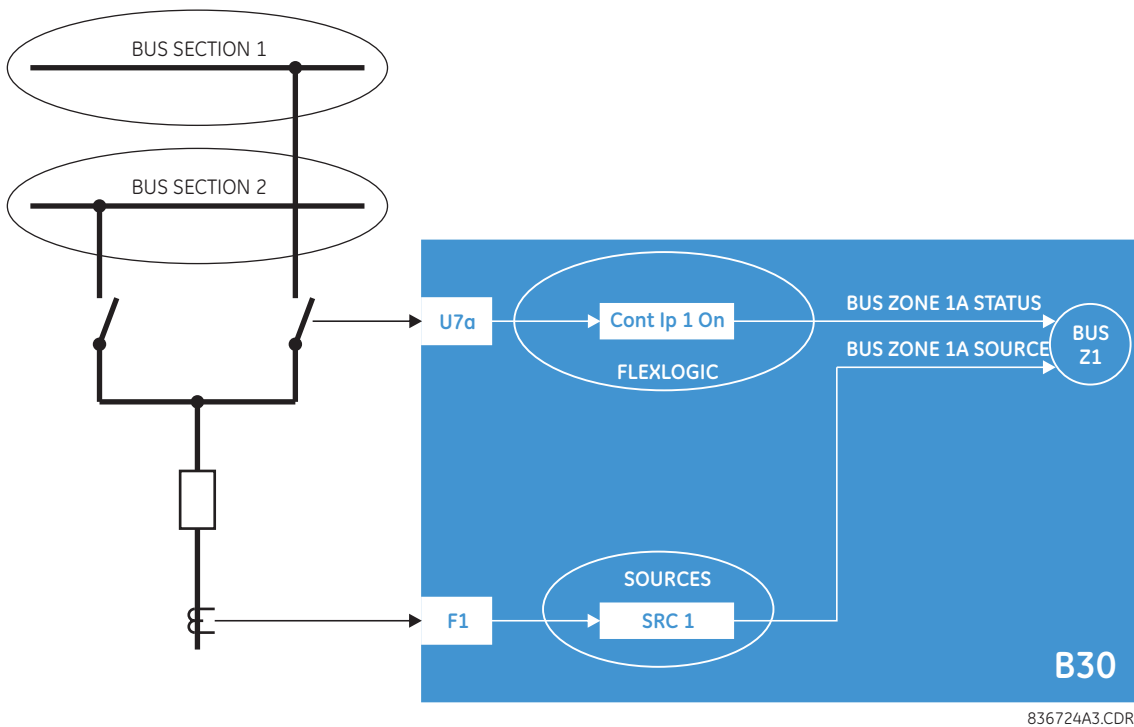 BUS SECTION 1
BUS SECTION 2
U7a
Cont Ip 1 On
FLEXLOGIC
BUS ZONE 1A STATUS
BUS ZONE 1A SOURCE
BUS
Z1
SOURCES
F1
SRC 1
B30
836724A3.CDR